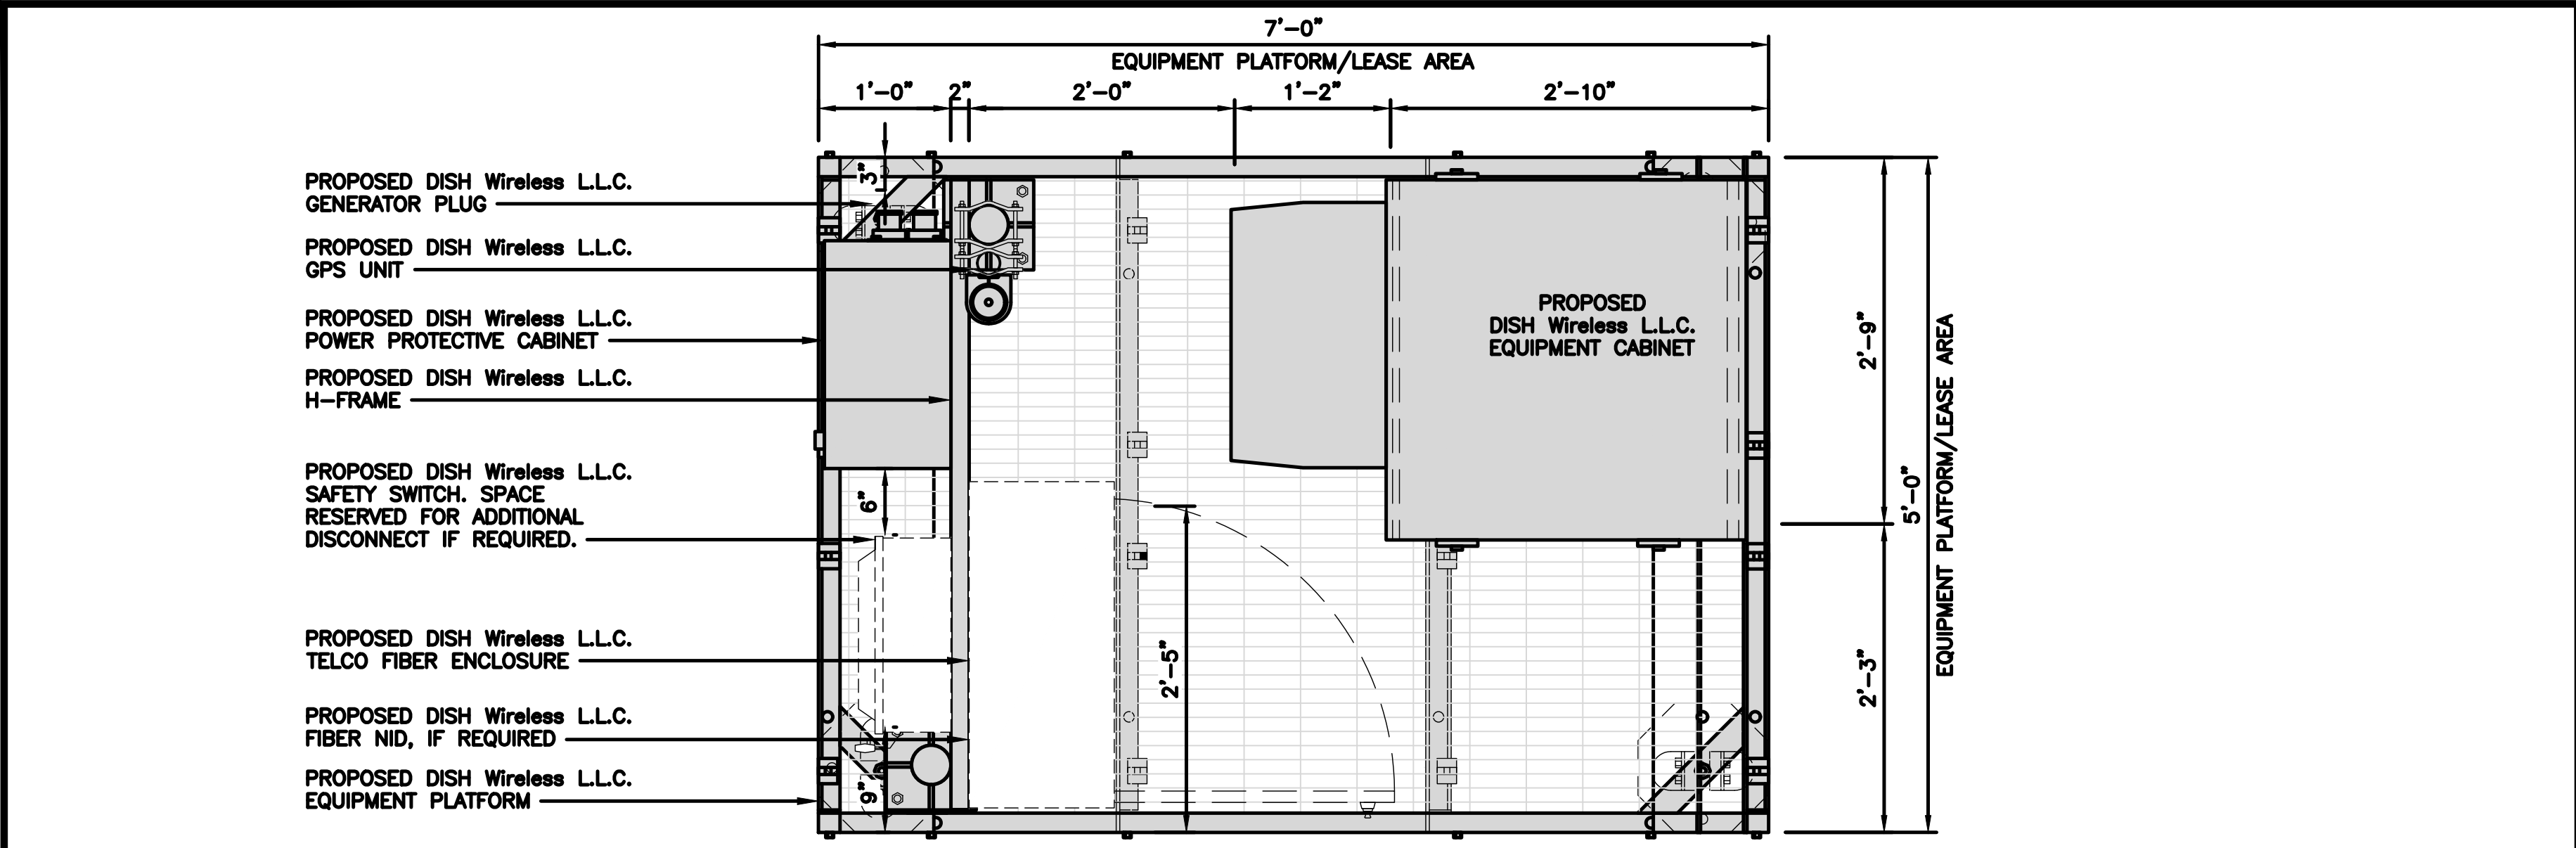 7'-0"
EQUIPMENT PLATFORM/LEASE AREA
1'-0" 2" 2'-0" 1'-2" 2'-10"
3"
PROPOSED DISH Wireless L.L.C.
GENERATOR PLUG
PROPOSED DISH Wireless L.L.C.
GPS UNIT
PROPOSED DISH Wireless L.L.C.
POWER PROTECTIVE CABINET
PROPOSED DISH Wireless L.L.C.
H-FRAME
PROPOSED DISH Wireless L.L.C.
SAFETY SWITCH. SPACE
RESERVED FOR ADDITIONAL
DISCONNECT IF REQUIRED.
PROPOSED DISH Wireless L.L.C.
TELCO FIBER ENCLOSURE
PROPOSED DISH Wireless L.L.C.
FIBER NID, IF REQUIRED
PROPOSED DISH Wireless L.L.C.
EQUIPMENT PLATFORM
6"
9"
2'-5"
PROPOSED
DISH Wireless L.L.C.
EQUIPMENT CABINET
2'-9"
2'-3"
5'-0"
EQUIPMENT PLATFORM/LEASE AREA